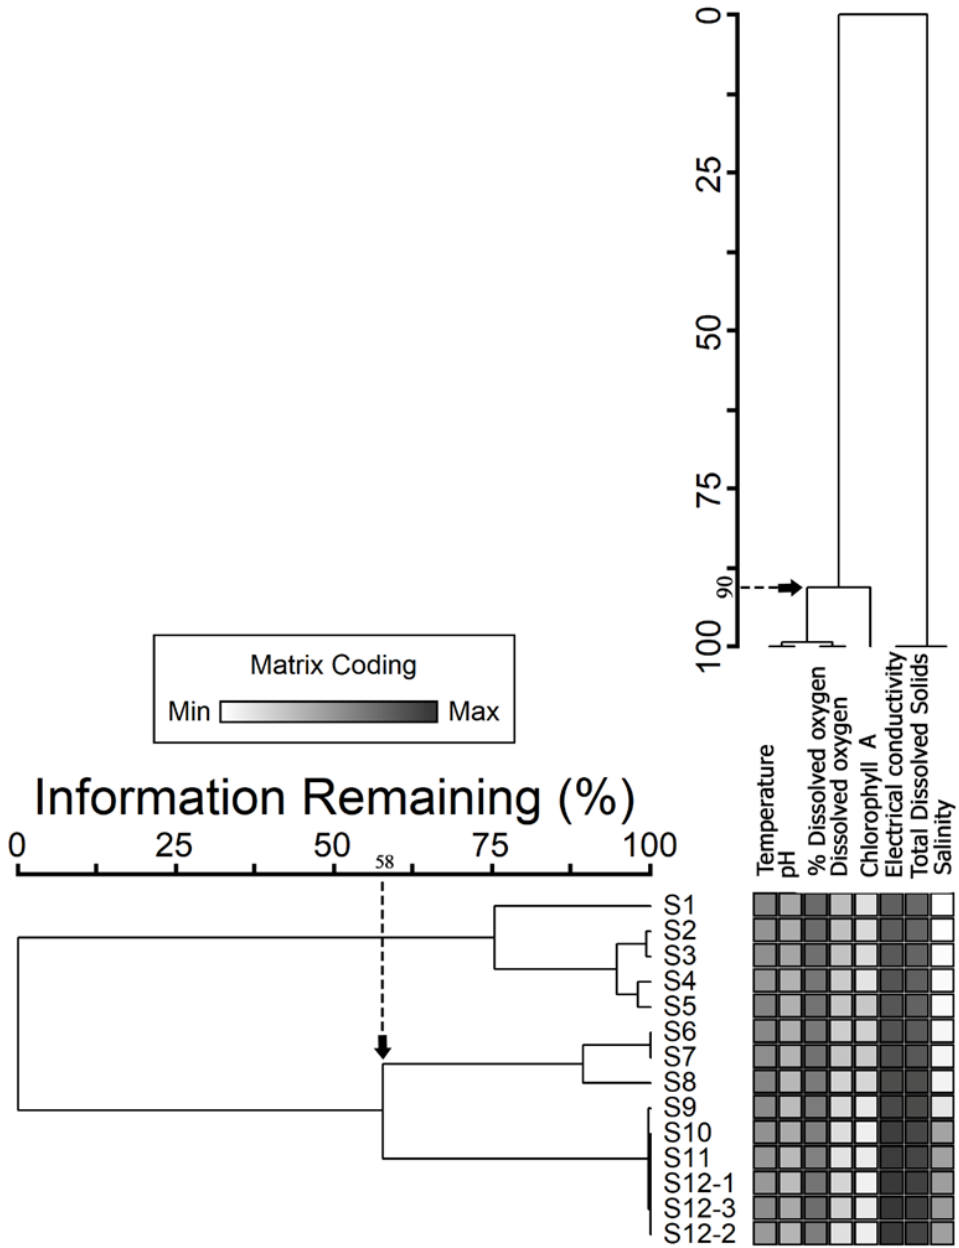 0
25
50
75
90
100
Matrix Coding
Min Max
Temperature
pH
% Dissolved oxygen
Dissolved oxygen
Chlorophyll A
Electrical conductivity
Total Dissolved Solids
Salinity
Information Remaining (%)
0 25 50 75 100
58
S1
S2
S3
S4
S5
S6
S7
S8
S9
S10
S11
S12-1
S12-3
S12-2